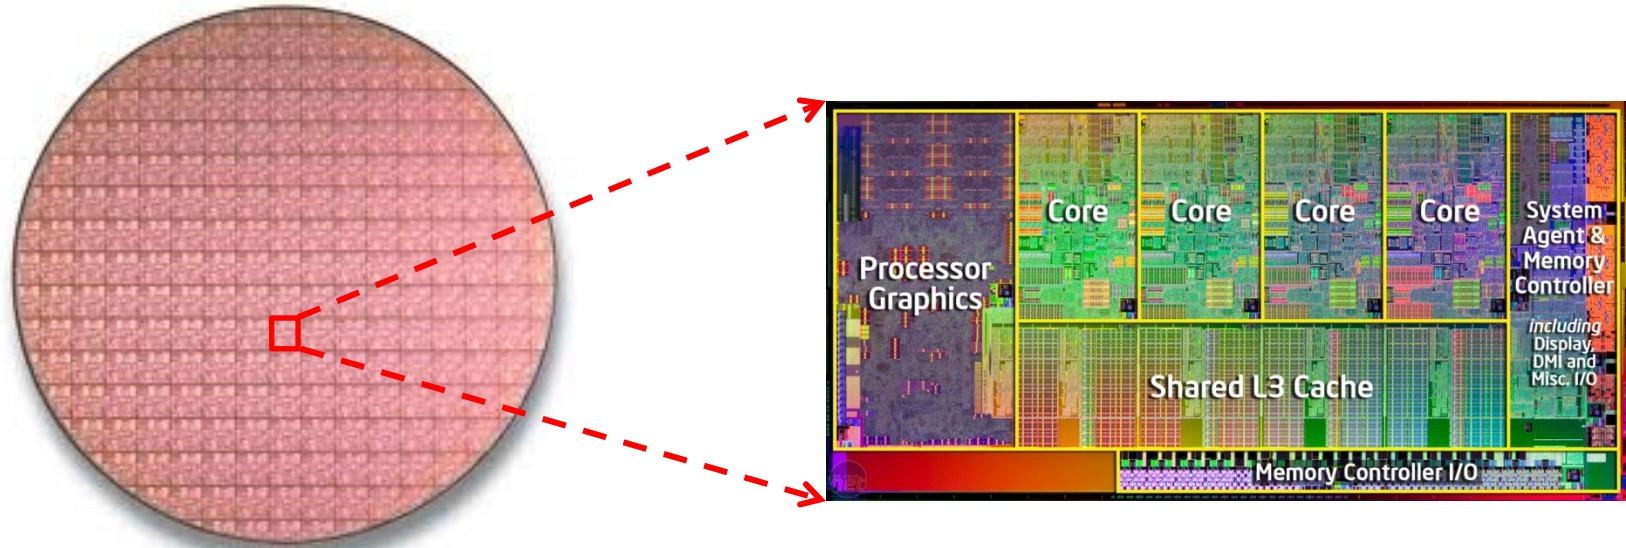 Processor
Graphics
Core
Core
Core
Core
System
Agent &
Memory
Controller
including
Display,
DMI and
Misc. I/O
Shared L3 Cache
Memory Controller I/O